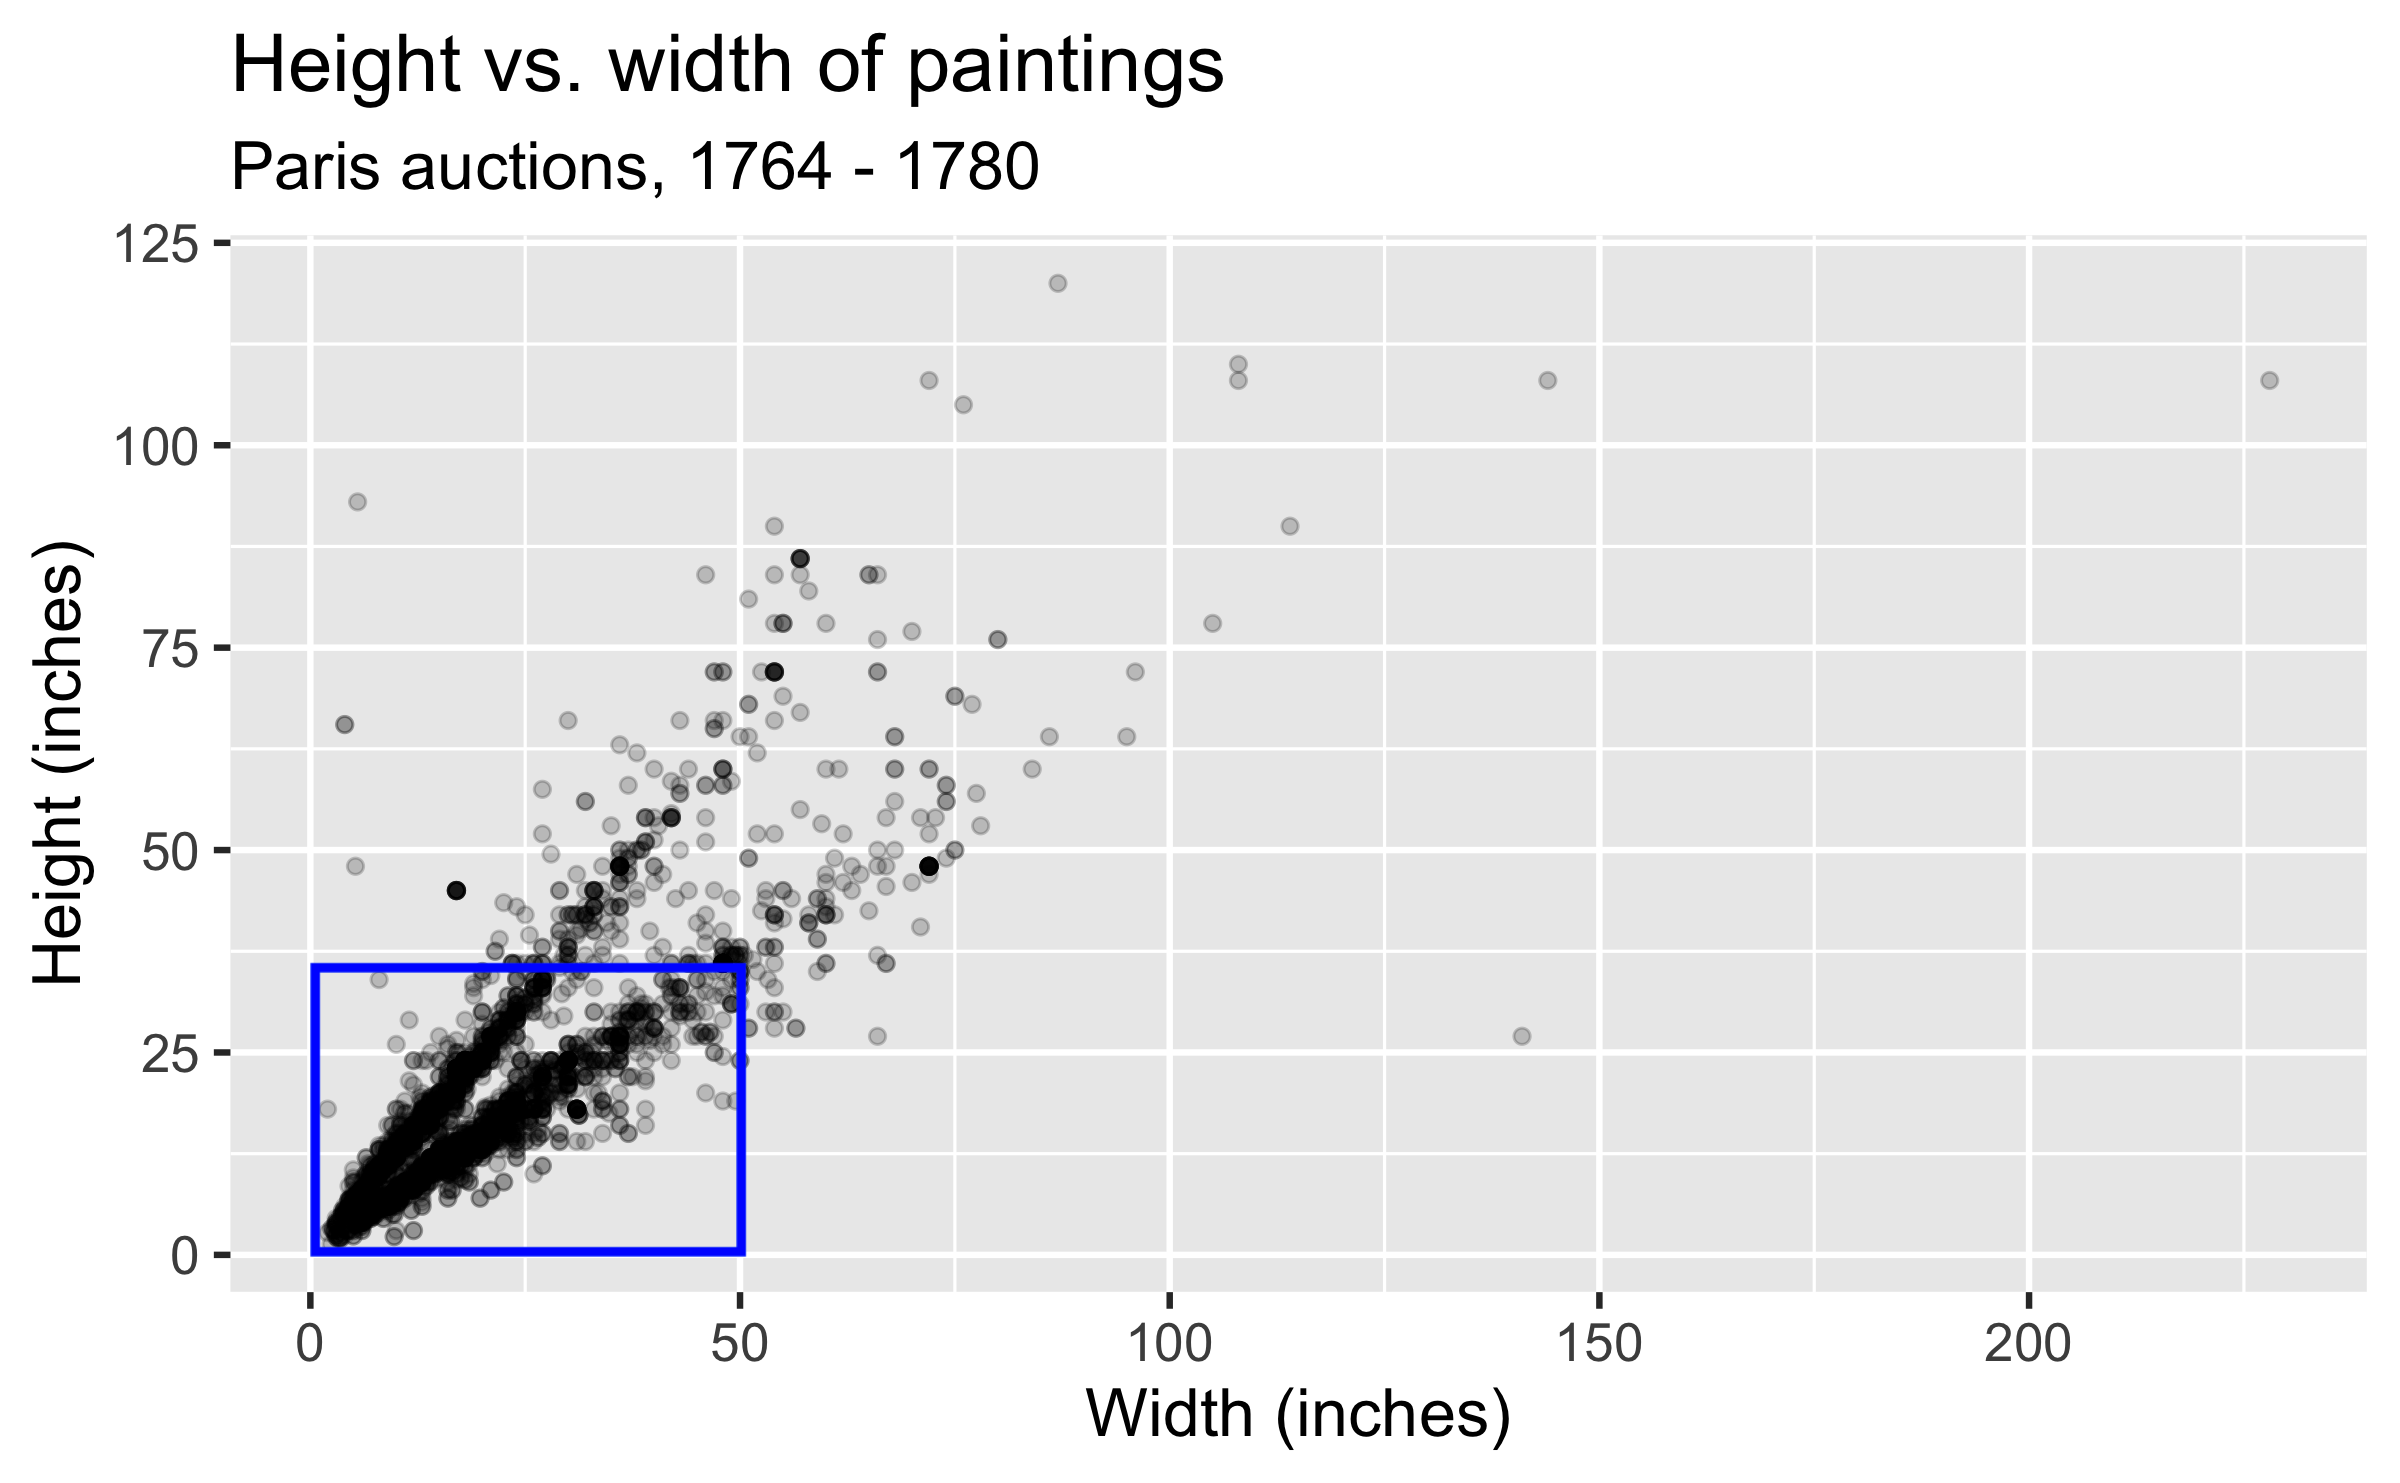 Height vs. width of paintings
Paris auctions, 1764 - 1780
125
100
75
50
25
0
Height (inches)
0 50 100 150 200
Width (inches)